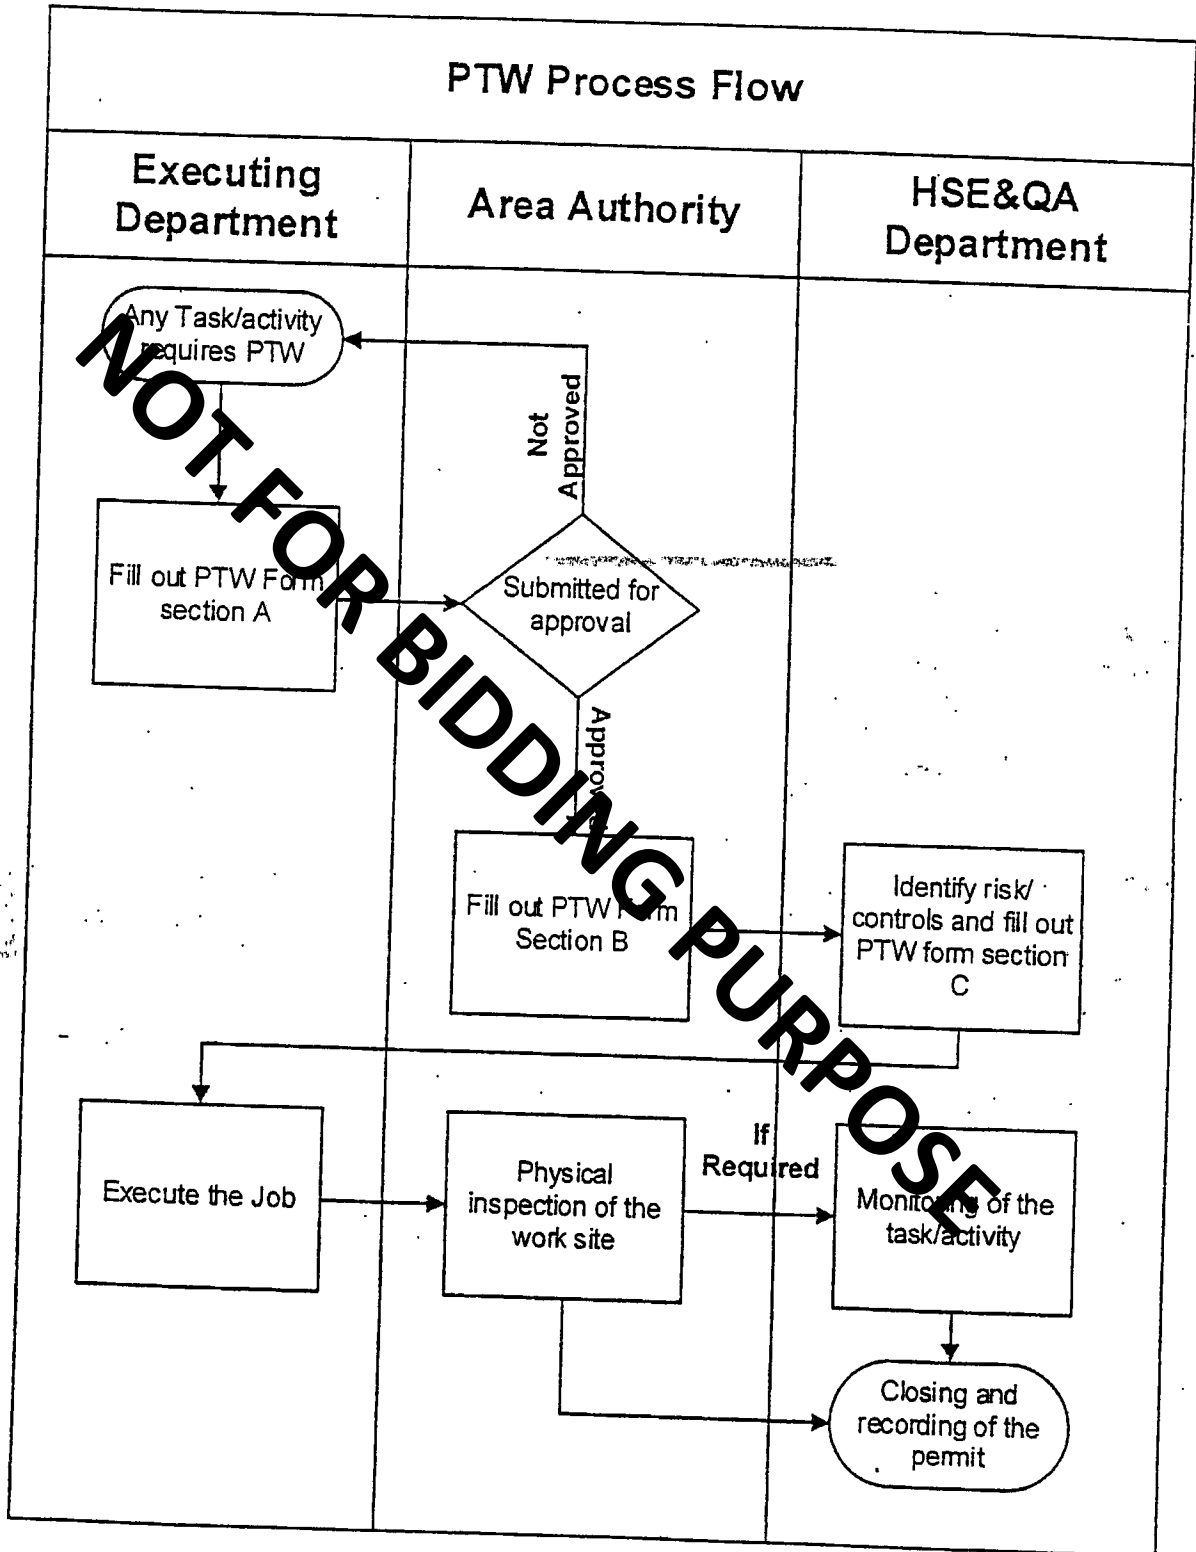 PTW Process Flow
Executing
Department
Area Authority
HSE&QA
Department
Any Task/activity
requires PTW
Not
Approved
Fill out PTW Form
section A
Submitted for
approval
Approved
Fill out PTW Form
Section B
Identify risk/
controls and fill out
PTW form section
C
Execute the Job
Physical
inspection of the
work site
If
Required
Monitoring of the
task/activity
Closing and
recording of the
permit
NOT FOR BIDDING PURPOSE